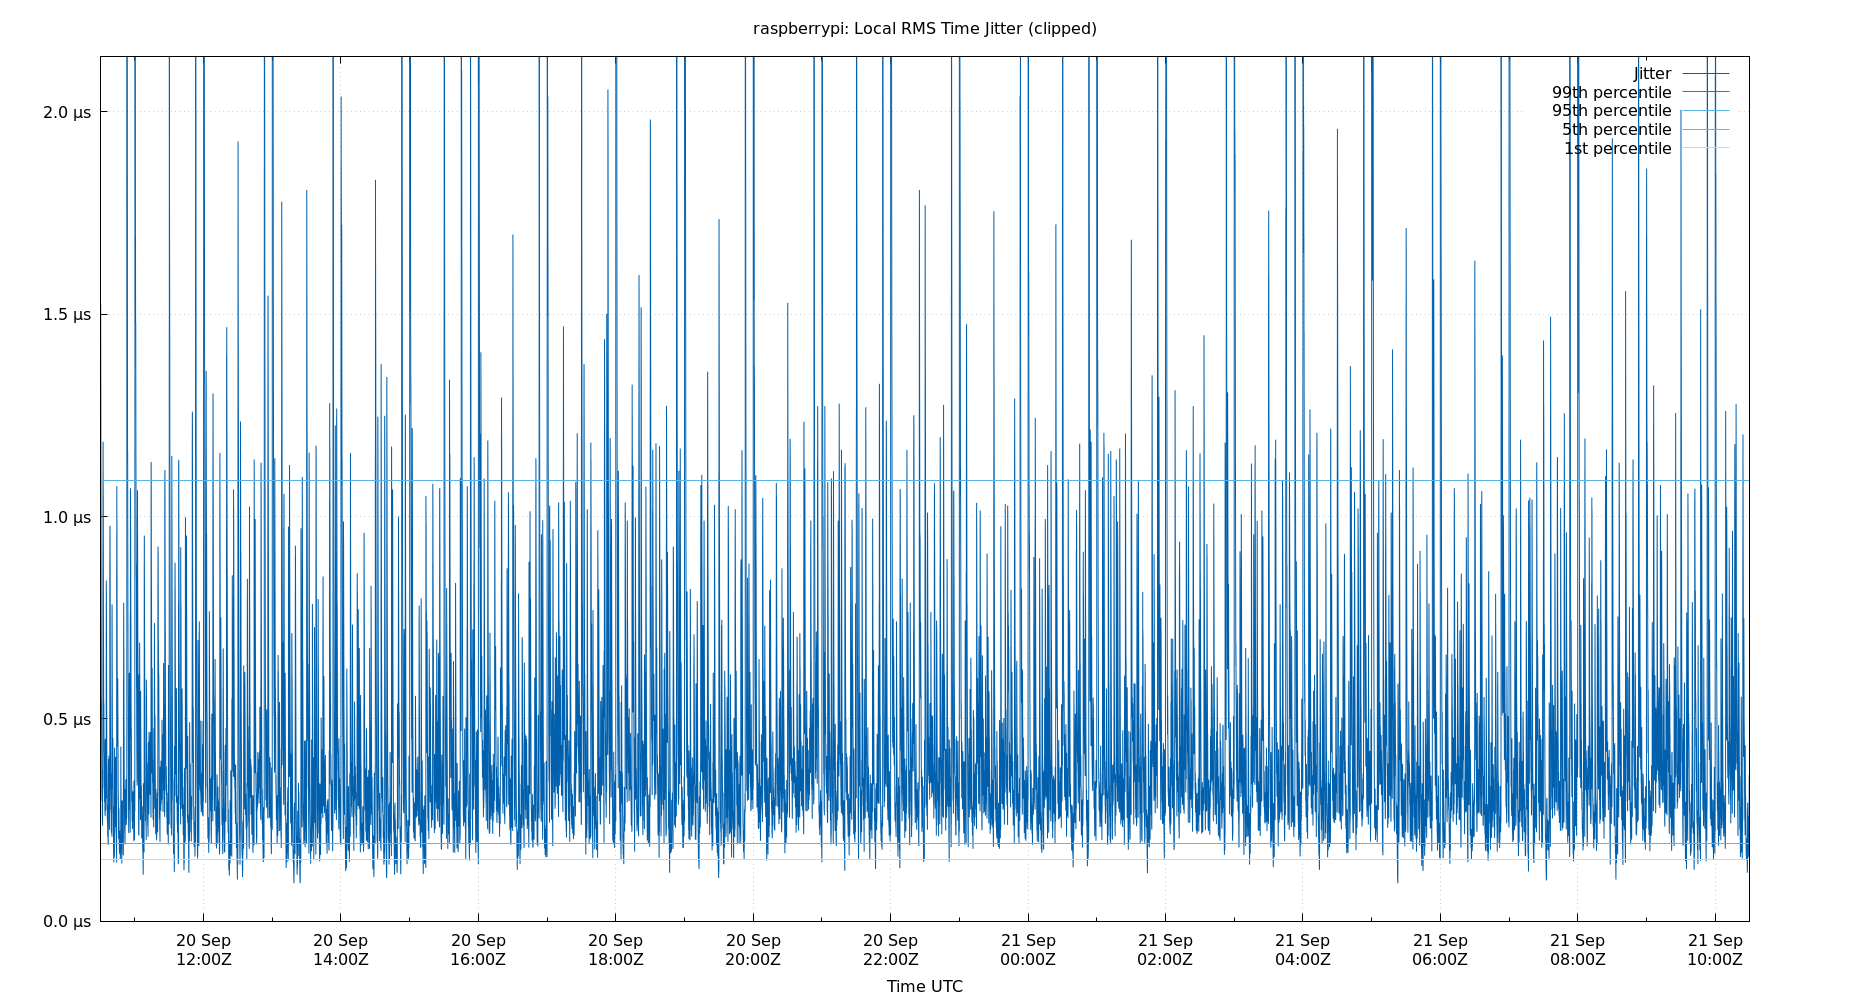 raspberrypi: Local RMS Time Jitter (clipped)
Jitter
99th percentile
95th percentile
5th percentile
1st percentile
2.0 μs
1.5 μs
1.0 μs
0.5 μs
0.0 μs
20 Sep 20 Sep 20 Sep 20 Sep 20 Sep 20 Sep 21 Sep 21 Sep 21 Sep 21 Sep 21 Sep 21 Sep
12:00Z 14:00Z 16:00Z 18:00Z 20:00Z 22:00Z 00:00Z 02:00Z 04:00Z 06:00Z 08:00Z 10:00Z
Time UTC